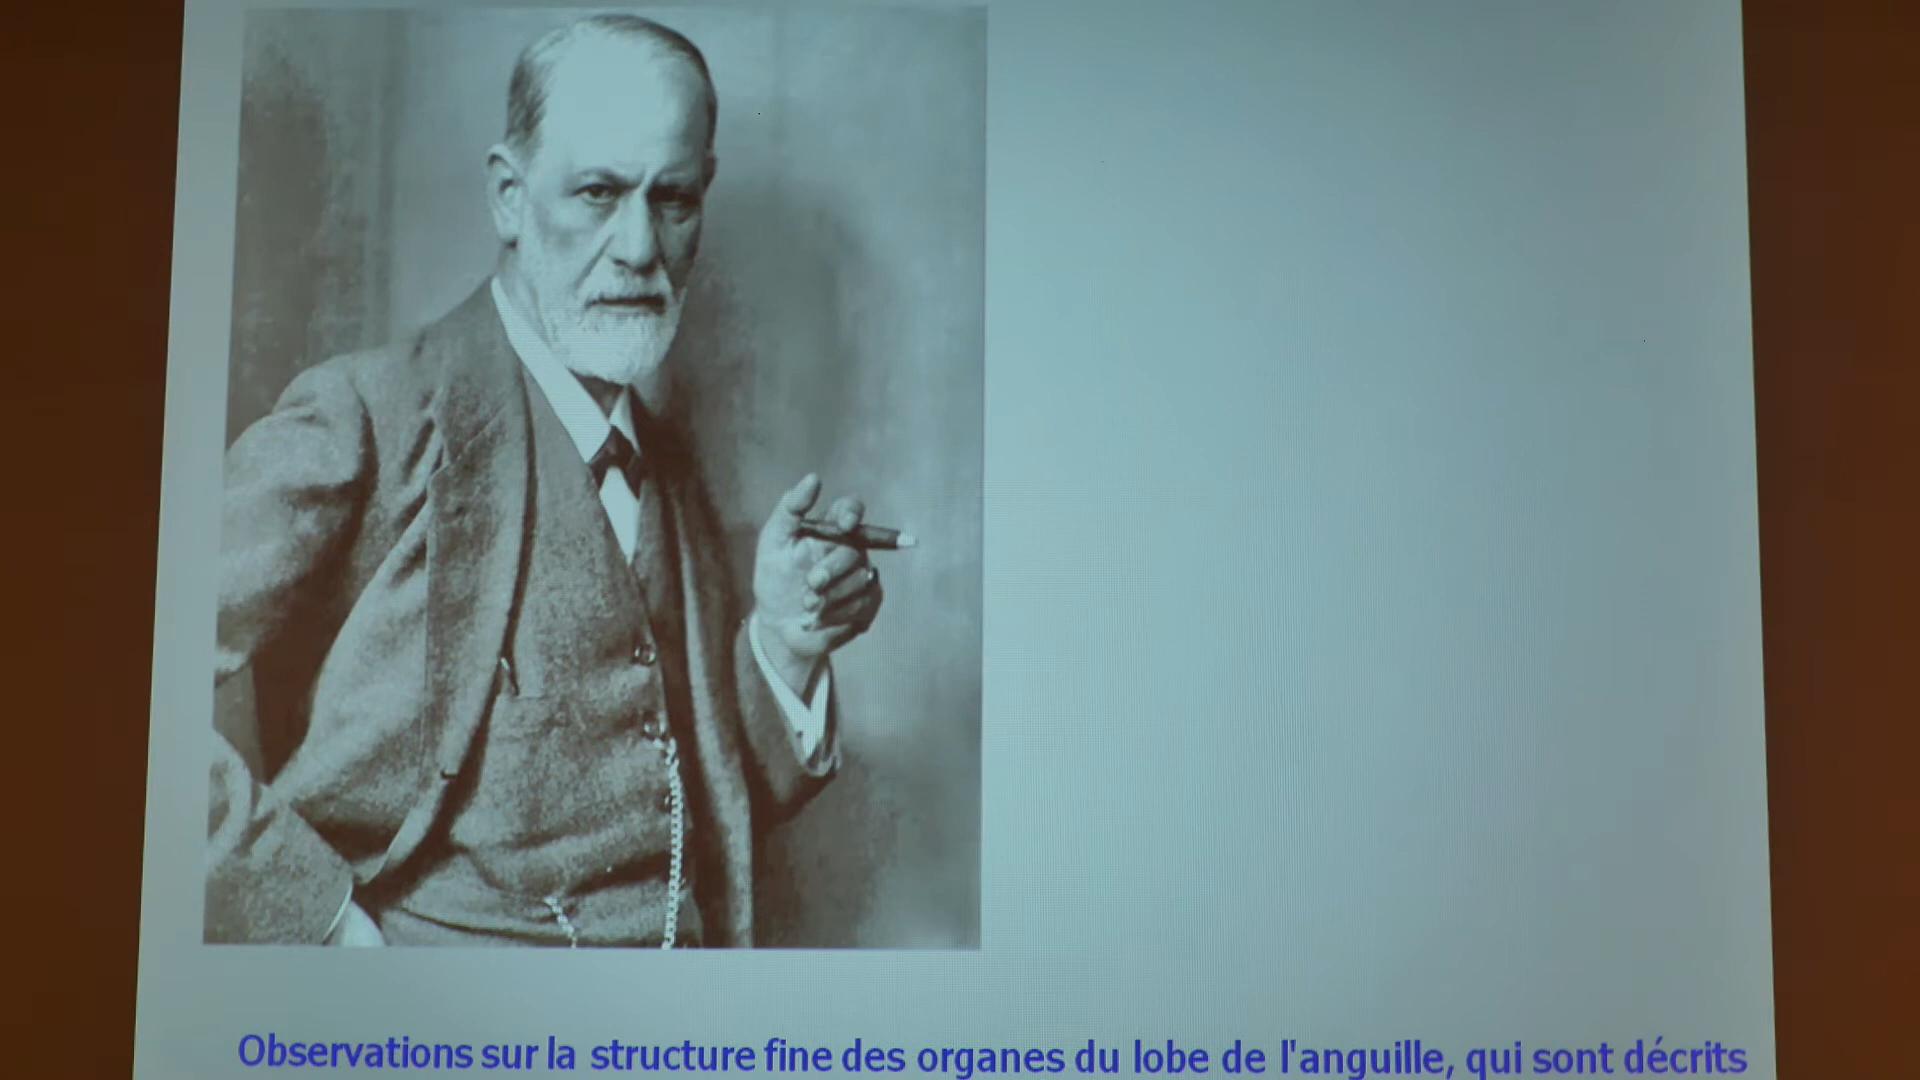 Observations sur la structure fine des organes du lobe de l'anguille, qui sont décrits